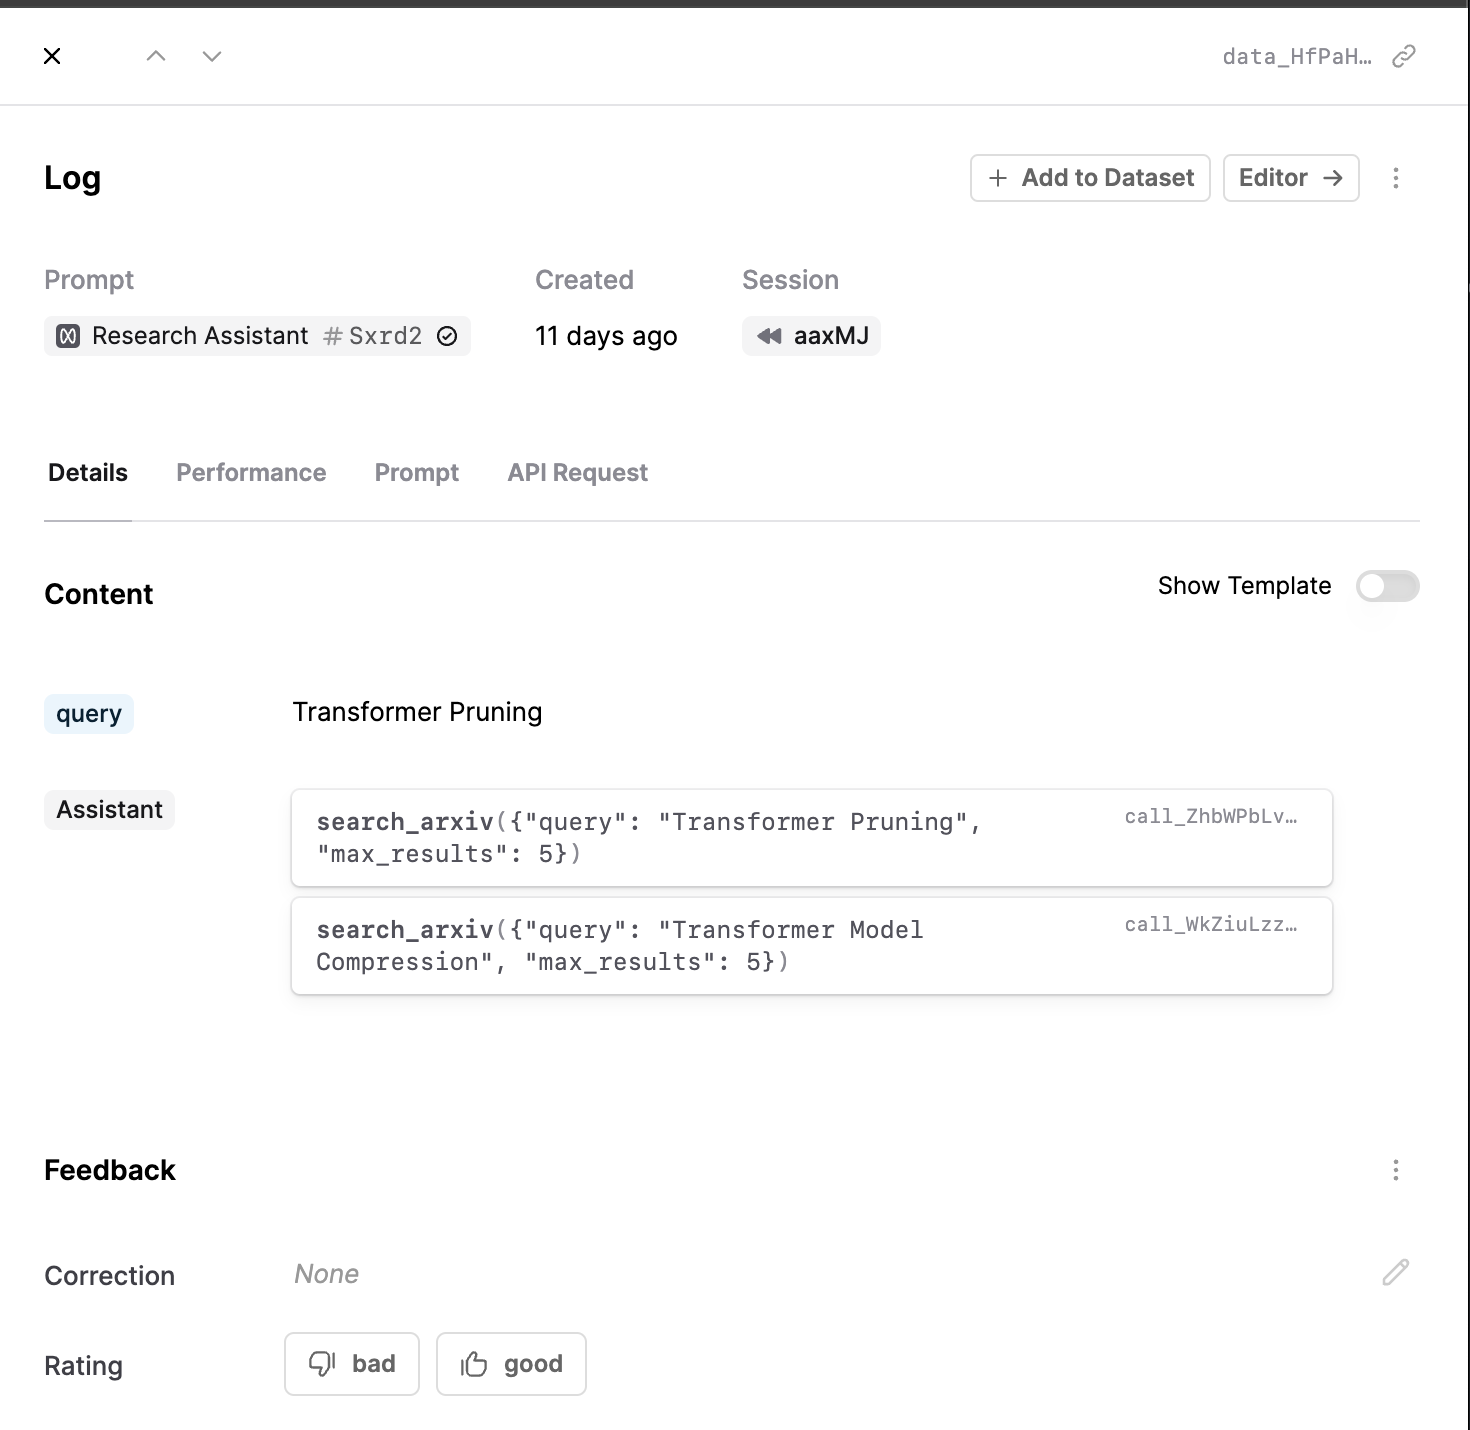 data_HfPaH…
Log
Add to Dataset
Editor →
Prompt
Created
Session
Research Assistant #Sxrd2
11 days ago
aaxMJ
Details
Performance
Prompt
API Request
Content
Show Template
query
Transformer Pruning
Assistant
search_arxiv({"query": "Transformer Pruning",
"max_results": 5})
call_ZhbWPbLv…
search_arxiv({"query": "Transformer Model
Compression", "max_results": 5})
call_WkZiuLzz…
Feedback
Correction
None
Rating
bad
good